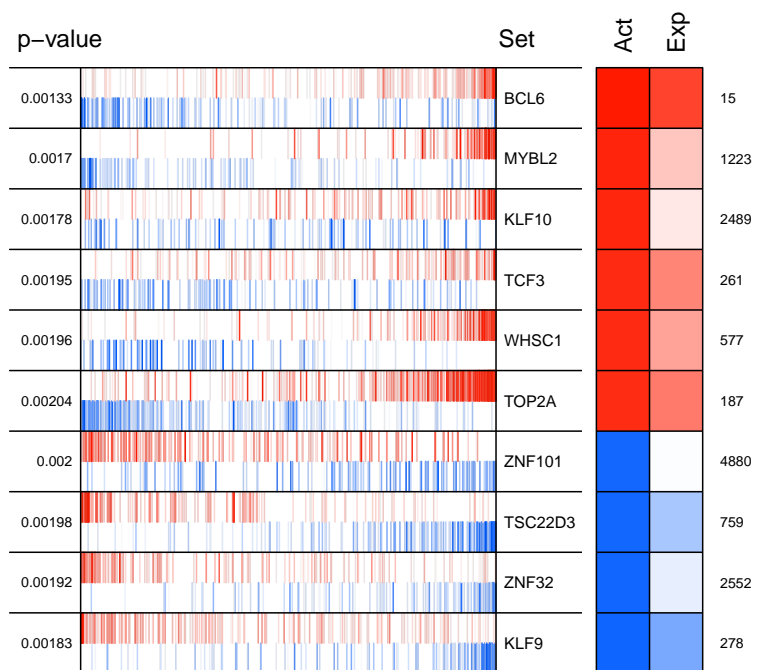 p−value Set Act Exp
0.00133 BCL6 15
0.0017 MYBL2 1223
0.00178 KLF10 2489
0.00195 TCF3 261
0.00196 WHSC1 577
0.00204 TOP2A 187
0.002 ZNF101 4880
0.00198 TSC22D3 759
0.00192 ZNF32 2552
0.00183 KLF9 278